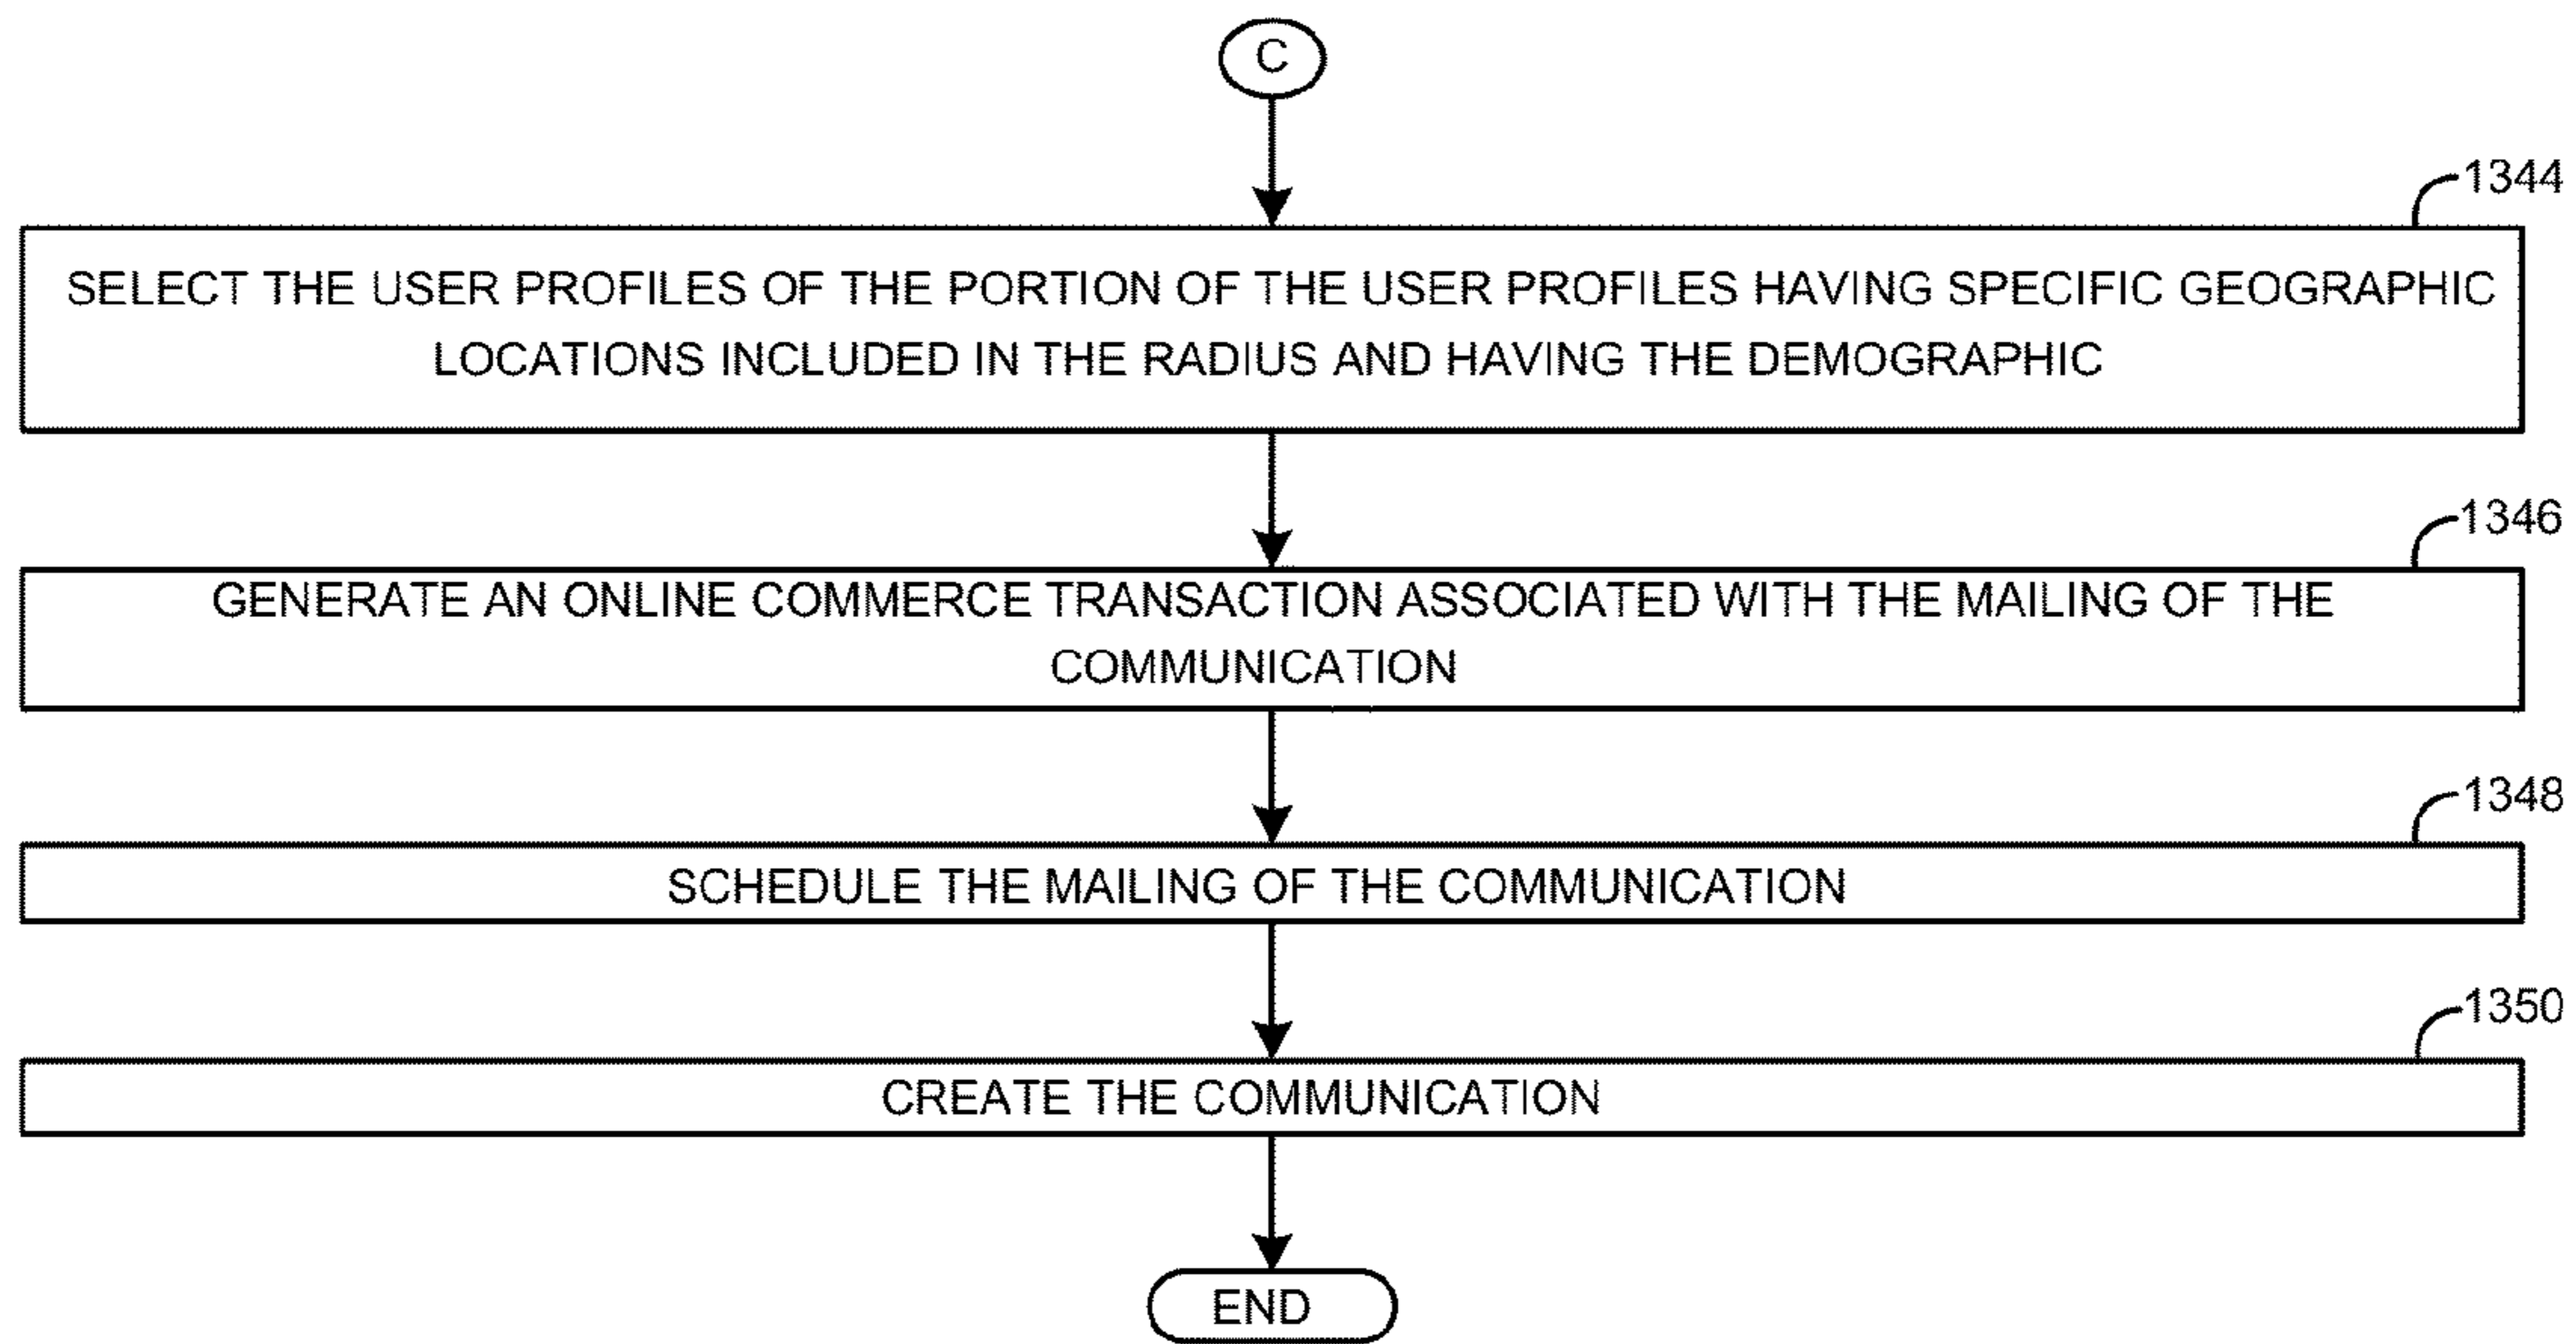 C
1344
SELECT THE USER PROFILES OF THE PORTION OF THE USER PROFILES HAVING SPECIFIC GEOGRAPHIC
LOCATIONS INCLUDED IN THE RADIUS AND HAVING THE DEMOGRAPHIC
1346
GENERATE AN ONLINE COMMERCE TRANSACTION ASSOCIATED WITH THE MAILING OF THE
COMMUNICATION
1348
SCHEDULE THE MAILING OF THE COMMUNICATION
1350
CREATE THE COMMUNICATION
END